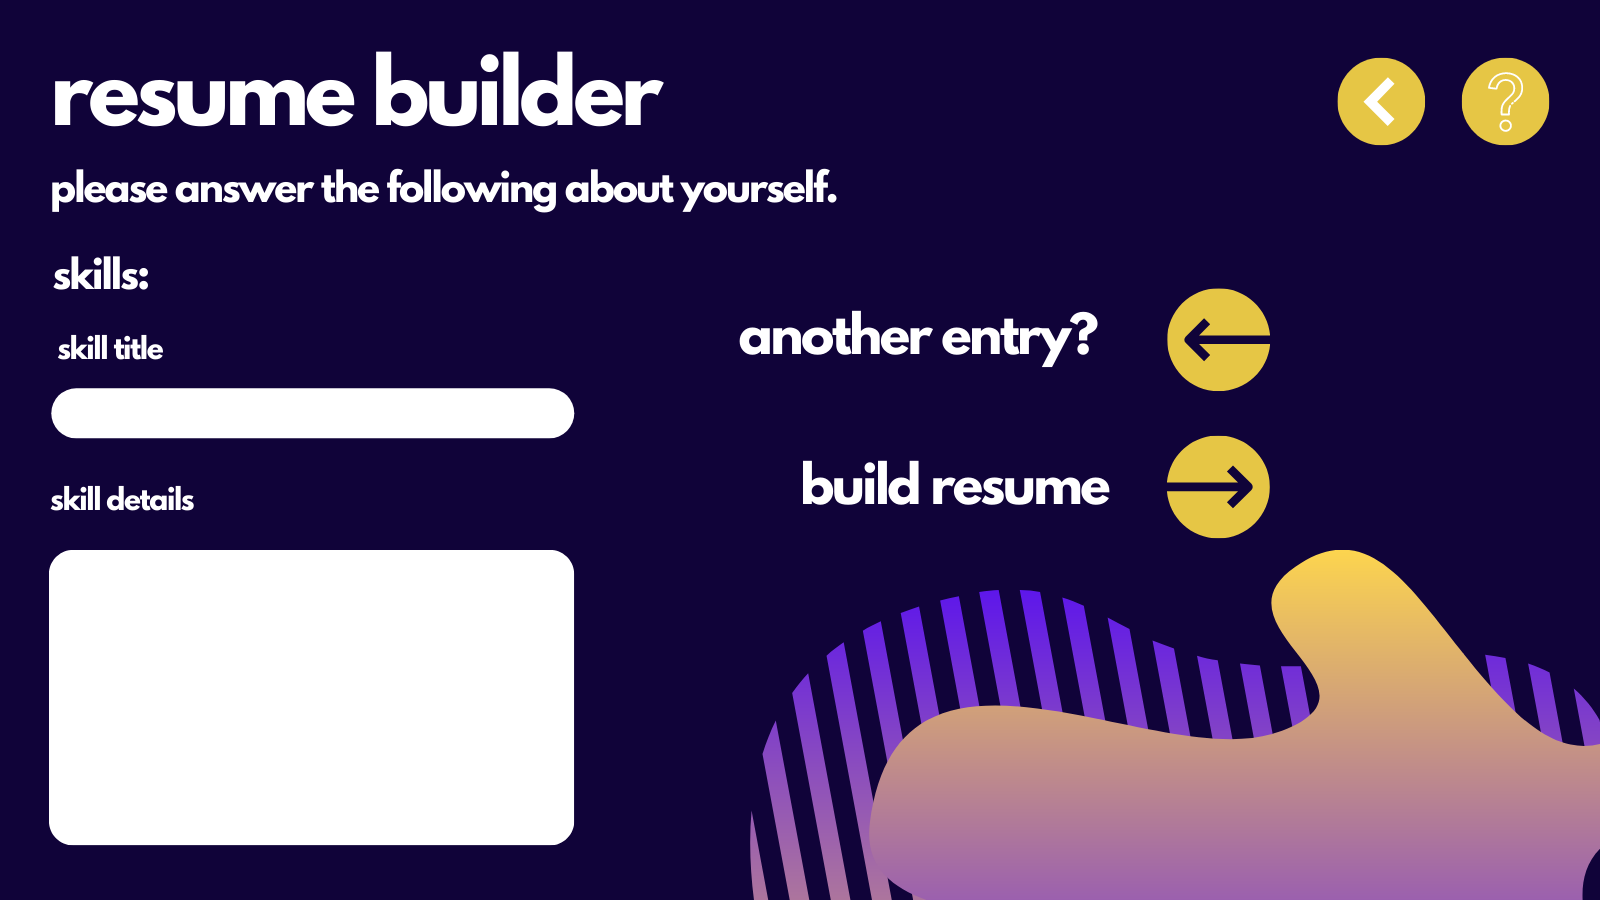 resume builder
?
please answer the following about yourself.
skills:
skill title
another entry?
build resume
skill details